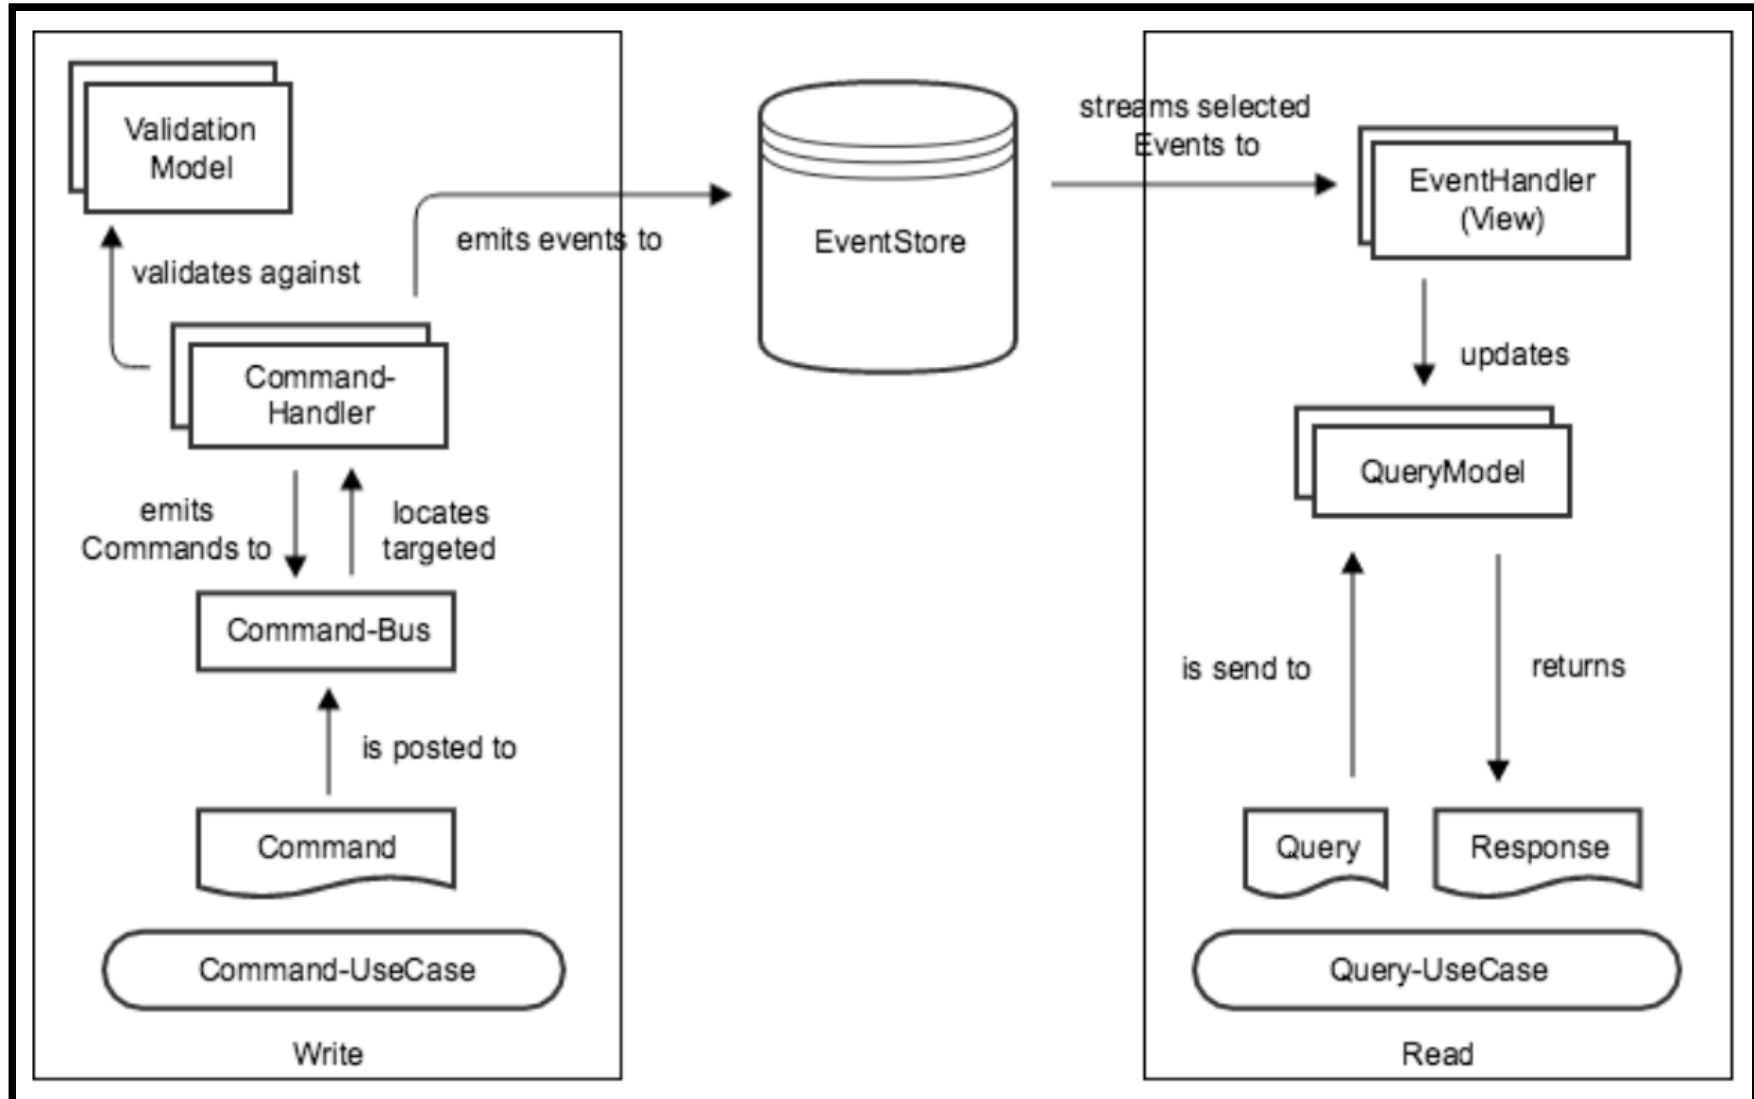 Validation
Model
validates against
emits events to
Command-
Handler
emits
Commands to
locates
targeted
Command-Bus
is posted to
Command
Command-UseCase
Write
EventStore
streams selected
Events to
EventHandler
(View)
updates
QueryModel
is send to
returns
Query
Response
Query-UseCase
Read